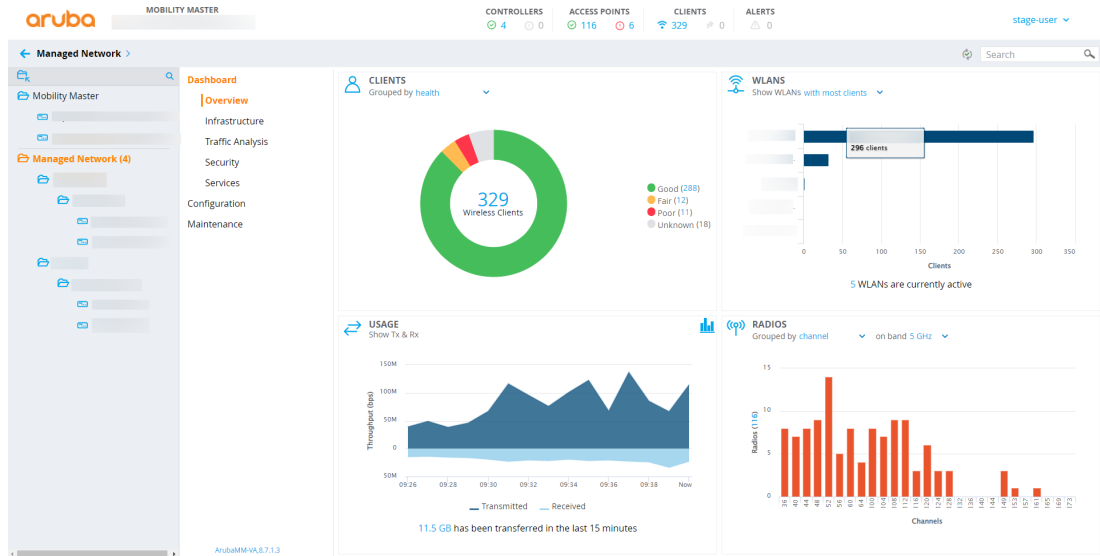 aruba
MOBILITY MASTER
CONTROLLERS
4 0
ACCESS POINTS
116 6
CLIENTS
329 0
ALERTS
0
stage-user
Managed Network >
Search
Mobility Master
Managed Network (4)
Dashboard
Overview
Infrastructure
Traffic Analysis
Security
Services
Configuration
Maintenance
ArubaMM-VA,8.7.1.3
CLIENTS
Grouped by health
329
Wireless Clients
Good (288)
Fair (12)
Poor (11)
Unknown (18)
WLANS
Show WLANs with most clients
296 clients
0 50 100 150 200 250 300 350
Clients
5 WLANs are currently active
USAGE
Show Tx & Rx
Throughput (bps)
150M
100M
50M
0
50M
09:26 09:28 09:30 09:32 09:34 09:36 09:38 Now
Transmitted Received
11.5 GB has been transferred in the last 15 minutes
RADIOS
Grouped by channel on band 5 GHz
Radios (116)
15
10
5
0
36 40 44 48 52 56 60 64 100 104 108 112 116 120 124 128 132 136 140 144 149 153 157 161 165 169 173
Channels